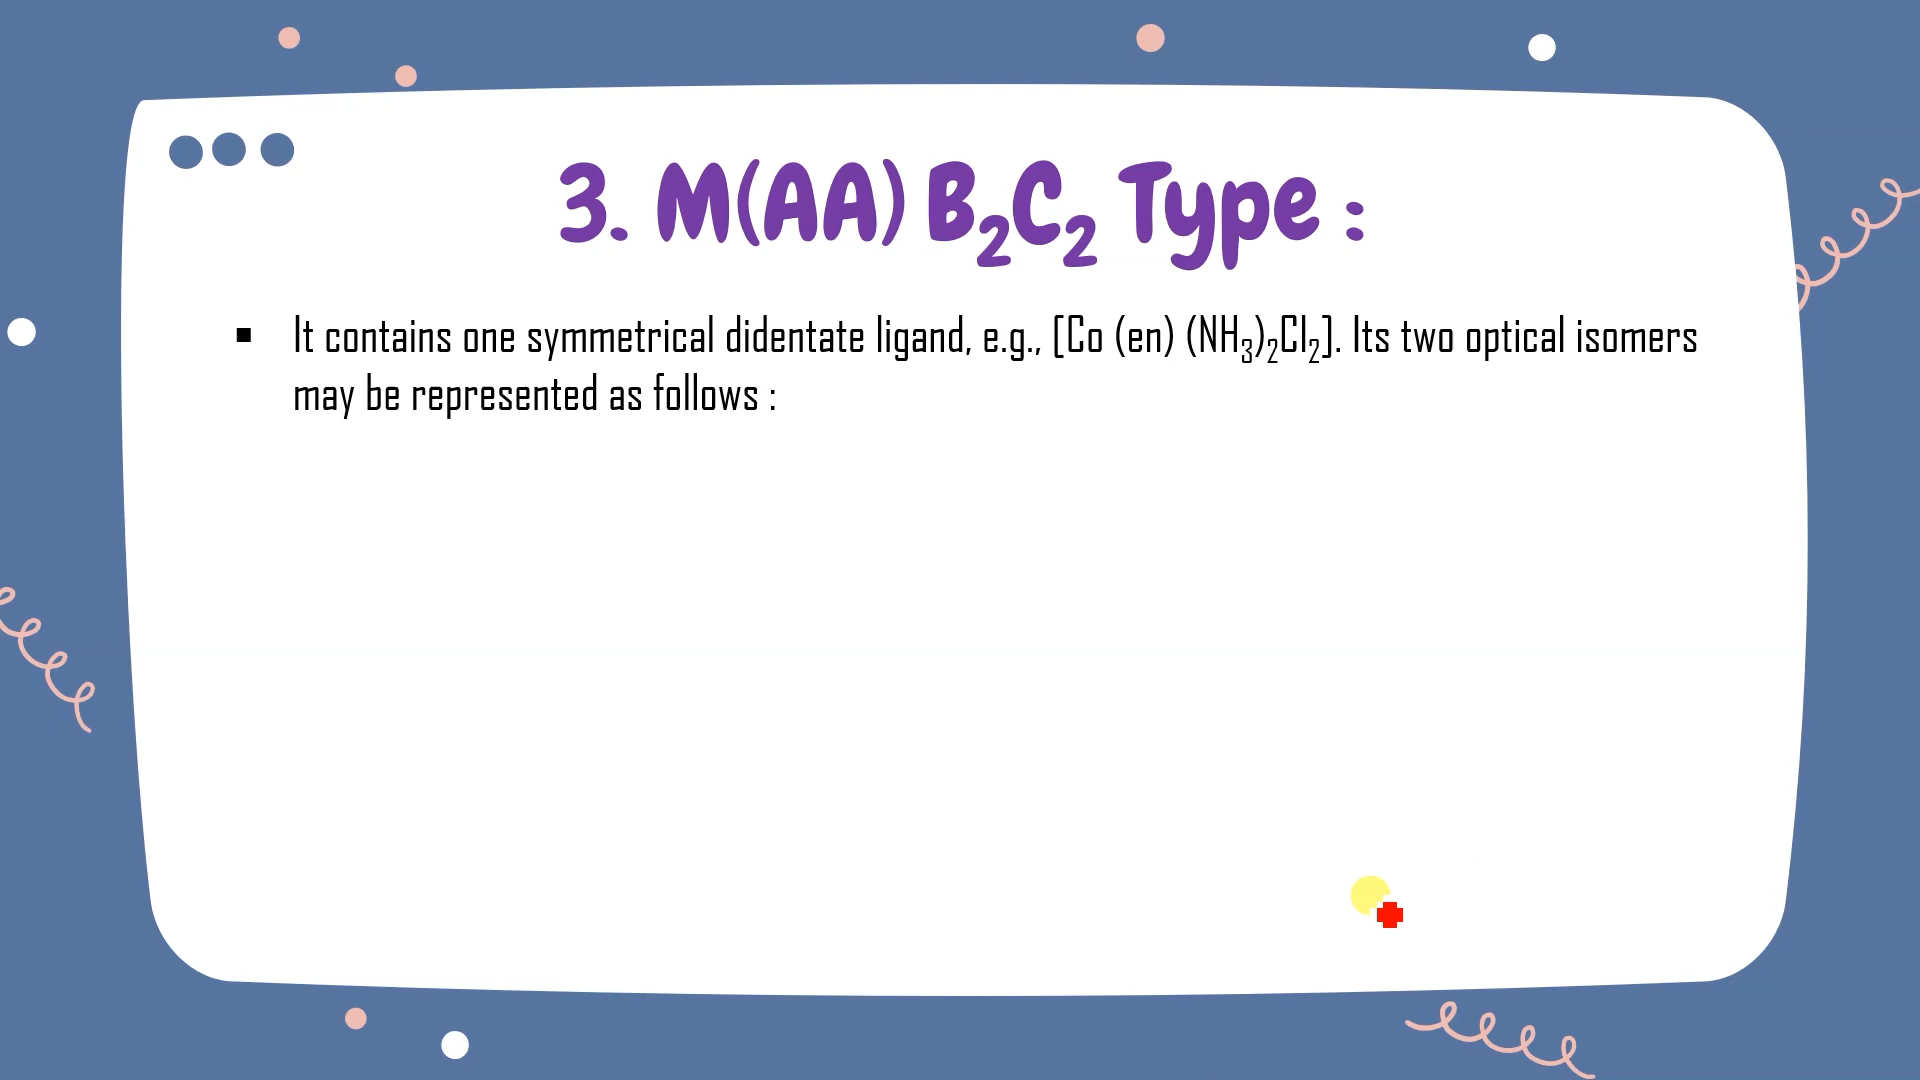 3. M(AA) B₂C₂ Type :
▪ It contains one symmetrical didentate ligand, e.g., [Co (en) (NH₃)₂Cl₂]. Its two optical isomers
may be represented as follows :